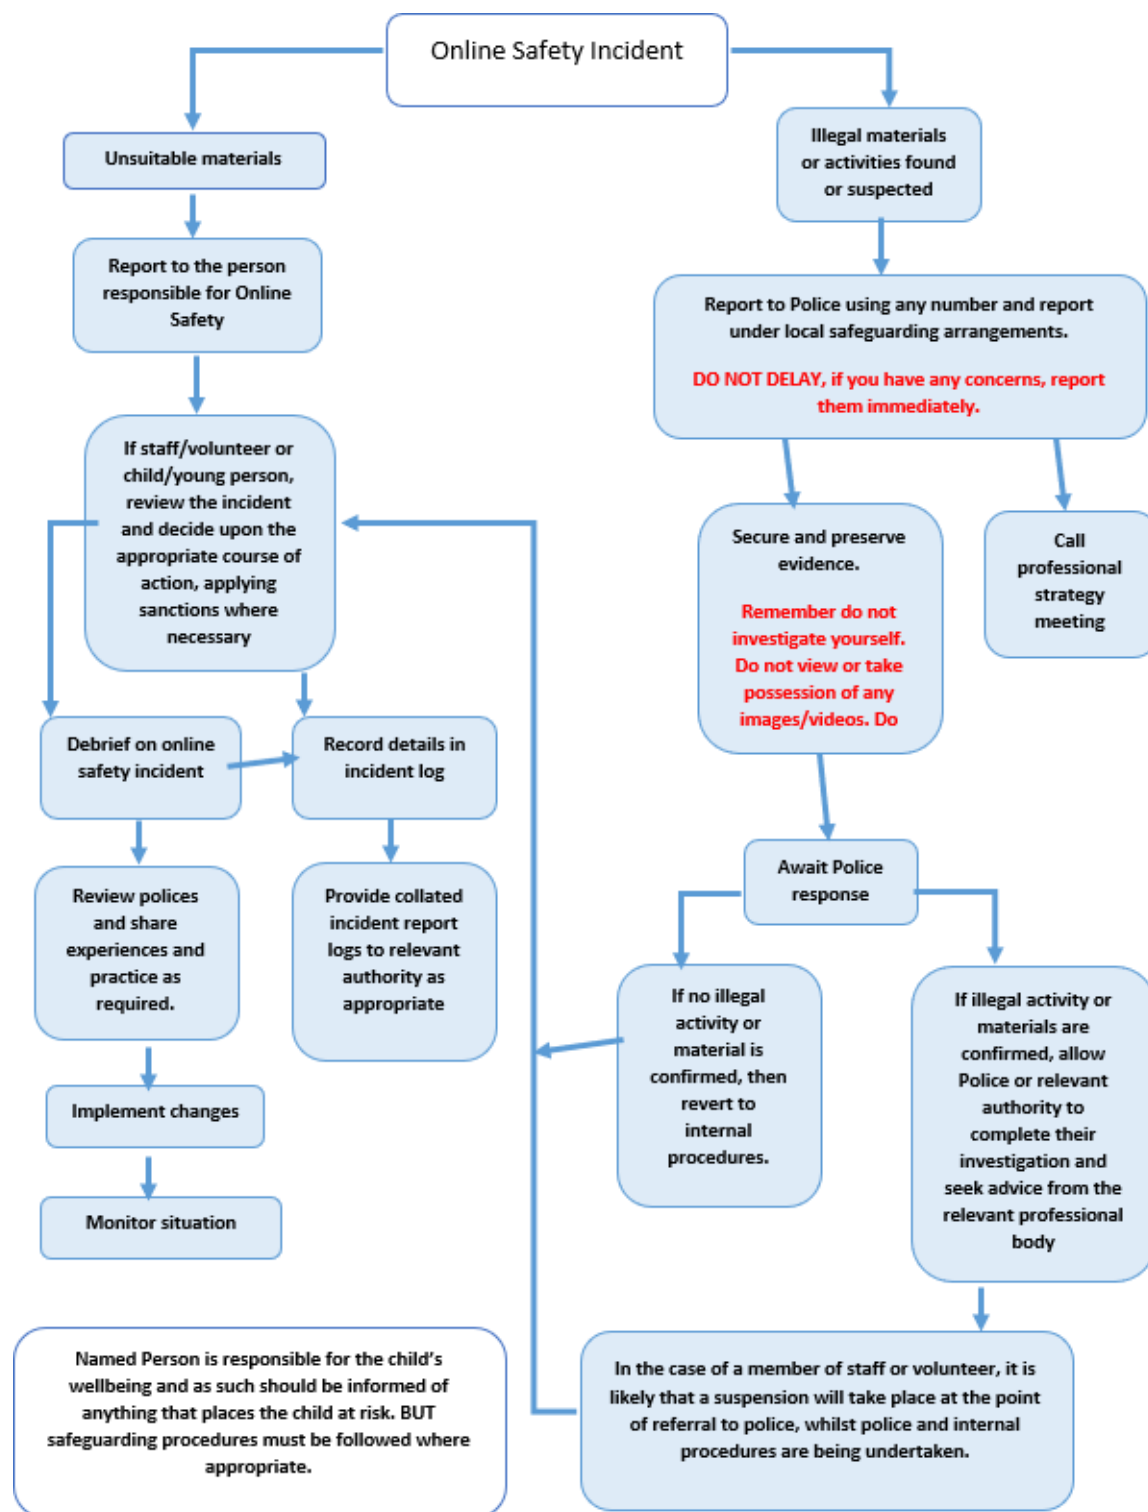 Online Safety Incident
Unsuitable materials
Illegal materials
or activities found
or suspected
Report to the person
responsible for Online
Safety
Report to Police using any number and report
under local safeguarding arrangements.
DO NOT DELAY, if you have any concerns, report
them immediately.
If staff/volunteer or
child/young person,
review the incident
and decide upon the
appropriate course of
action, applying
sanctions where
necessary
Secure and preserve
evidence.
Remember do not
investigate yourself.
Do not view or take
possession of any
images/videos. Do
Call
professional
strategy
meeting
Debrief on online
safety incident
Record details in
incident log
Review polices
and share
experiences and
practice as
required.
Provide collated
incident report
logs to relevant
authority as
appropriate
Await Police
response
If no illegal
activity or
material is
confirmed, then
revert to
internal
procedures.
If illegal activity or
materials are
confirmed, allow
Police or relevant
authority to
complete their
investigation and
seek advice from the
relevant professional
body
Implement changes
Monitor situation
Named Person is responsible for the child's
wellbeing and as such should be informed of
anything that places the child at risk. BUT
safeguarding procedures must be followed where
appropriate.
In the case of a member of staff or volunteer, it is
likely that a suspension will take place at the point
of referral to police, whilst police and internal
procedures are being undertaken.